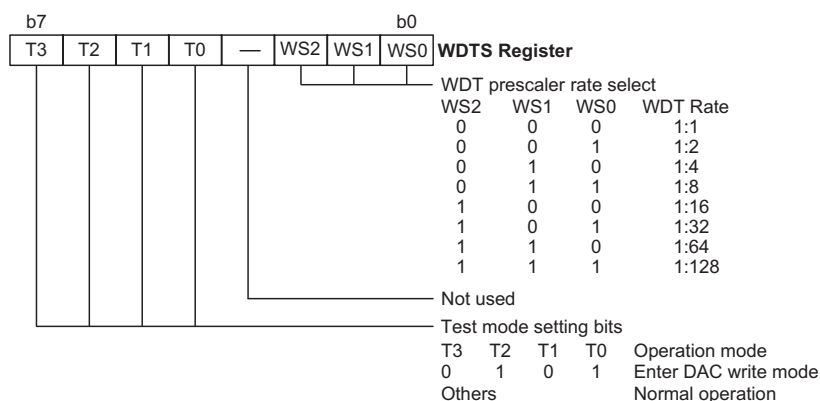 b7 b0
T3 T2 T1 T0 — WS2 WS1 WS0 WDTS Register
WDT prescaler rate select
WS2 WS1 WS0 WDT Rate
0 0 0 1:1
0 0 1 1:2
0 1 0 1:4
0 1 1 1:8
1 0 0 1:16
1 0 1 1:32
1 1 0 1:64
1 1 1 1:128
Not used
Test mode setting bits
T3 T2 T1 T0 Operation mode
0 1 0 1 Enter DAC write mode
Others Normal operation